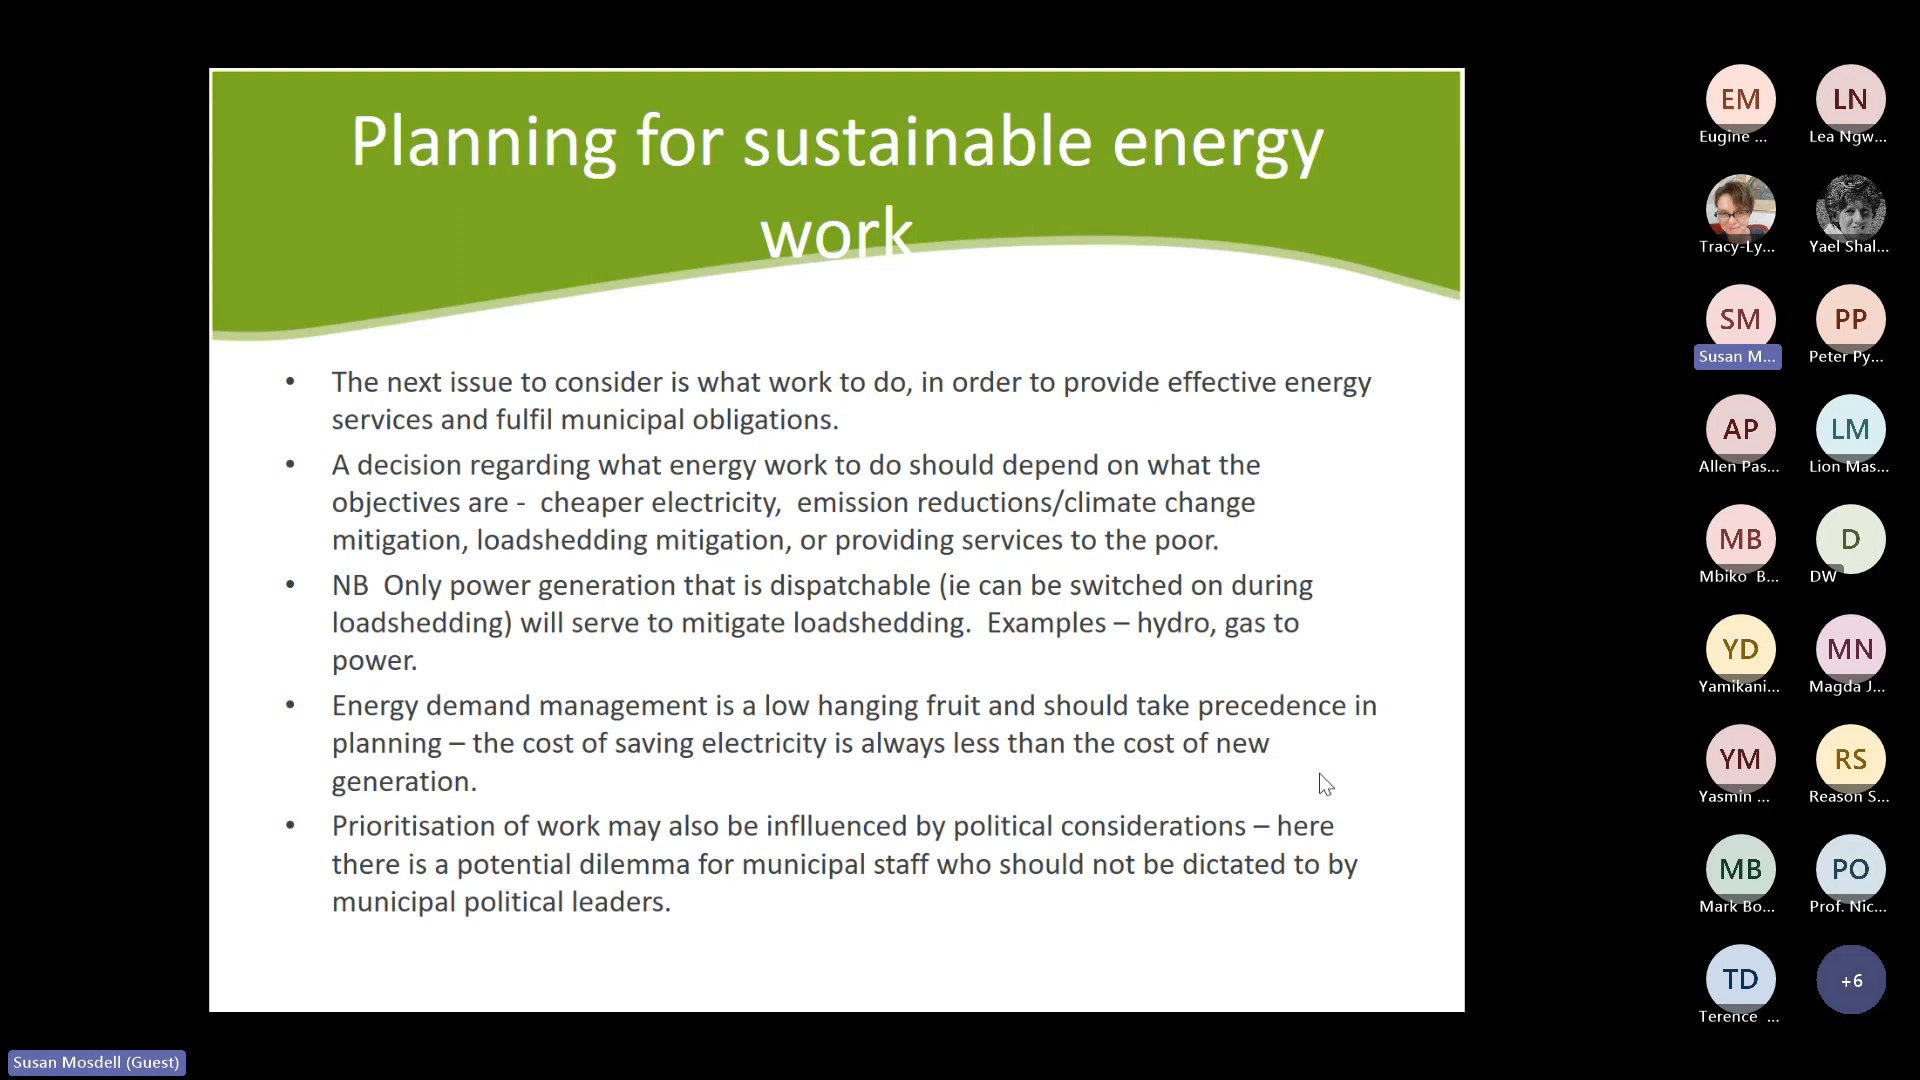 Planning for sustainable energy
work
• The next issue to consider is what work to do, in order to provide effective energy
services and fulfil municipal obligations.
• A decision regarding what energy work to do should depend on what the
objectives are - cheaper electricity, emission reductions/climate change
mitigation, loadshedding mitigation, or providing services to the poor.
• NB Only power generation that is dispatchable (ie can be switched on during
loadshedding) will serve to mitigate loadshedding. Examples – hydro, gas to
power.
• Energy demand management is a low hanging fruit and should take precedence in
planning – the cost of saving electricity is always less than the cost of new
generation.
• Prioritisation of work may also be inflluenced by political considerations – here
there is a potential dilemma for municipal staff who should not be dictated to by
municipal political leaders.
EM LN
Eugine ... Lea Ngw...
Tracy-Ly... Yael Shal...
SM PP
Susan M... Peter Py...
AP LM
Allen Pas... Lion Mas...
MB D
Mbiko B... DW
YD MN
Yamikani... Magda J...
YM RS
Yasmin ... Reason S...
MB PO
Mark Bo... Prof. Nic...
TD +6
Terence ...
Susan Mosdell (Guest)